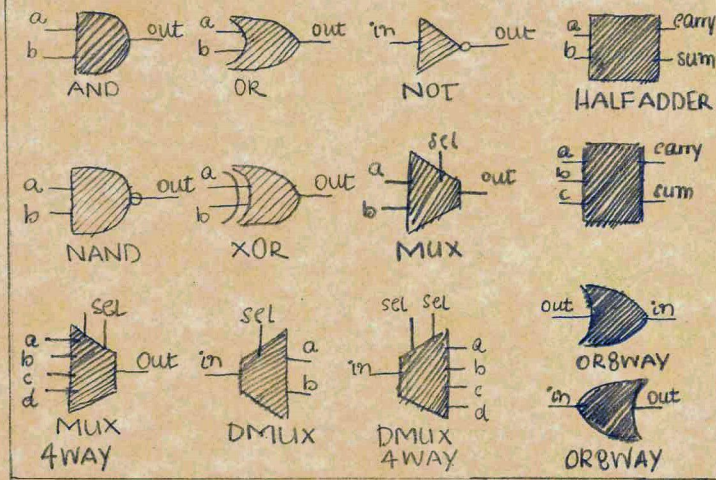 a
b
out
AND
a
b
out
OR
in
out
NOT
a
b
carry
sum
HALFADDER
a
b
out
NAND
a
b
out
XOR
sel
a
b
out
MUX
a
b
c
carry
sum
sel
a
b
c
d
out
MUX
4WAY
sel
in
a
b
DMUX
sel sel
in
a
b
c
d
DMUX
4WAY
out
in
OR8WAY
in
out
OR8WAY